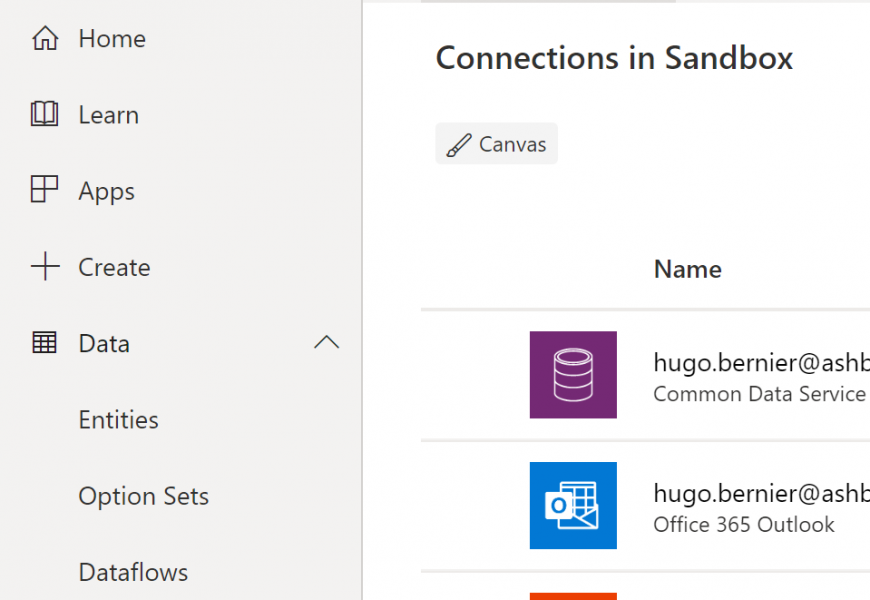 Home
Learn
Apps
Create
Data
Entities
Option Sets
Dataflows
Connections in Sandbox
Canvas
Name
hugo.bernier@ashb
Common Data Service
hugo.bernier@ashb
Office 365 Outlook